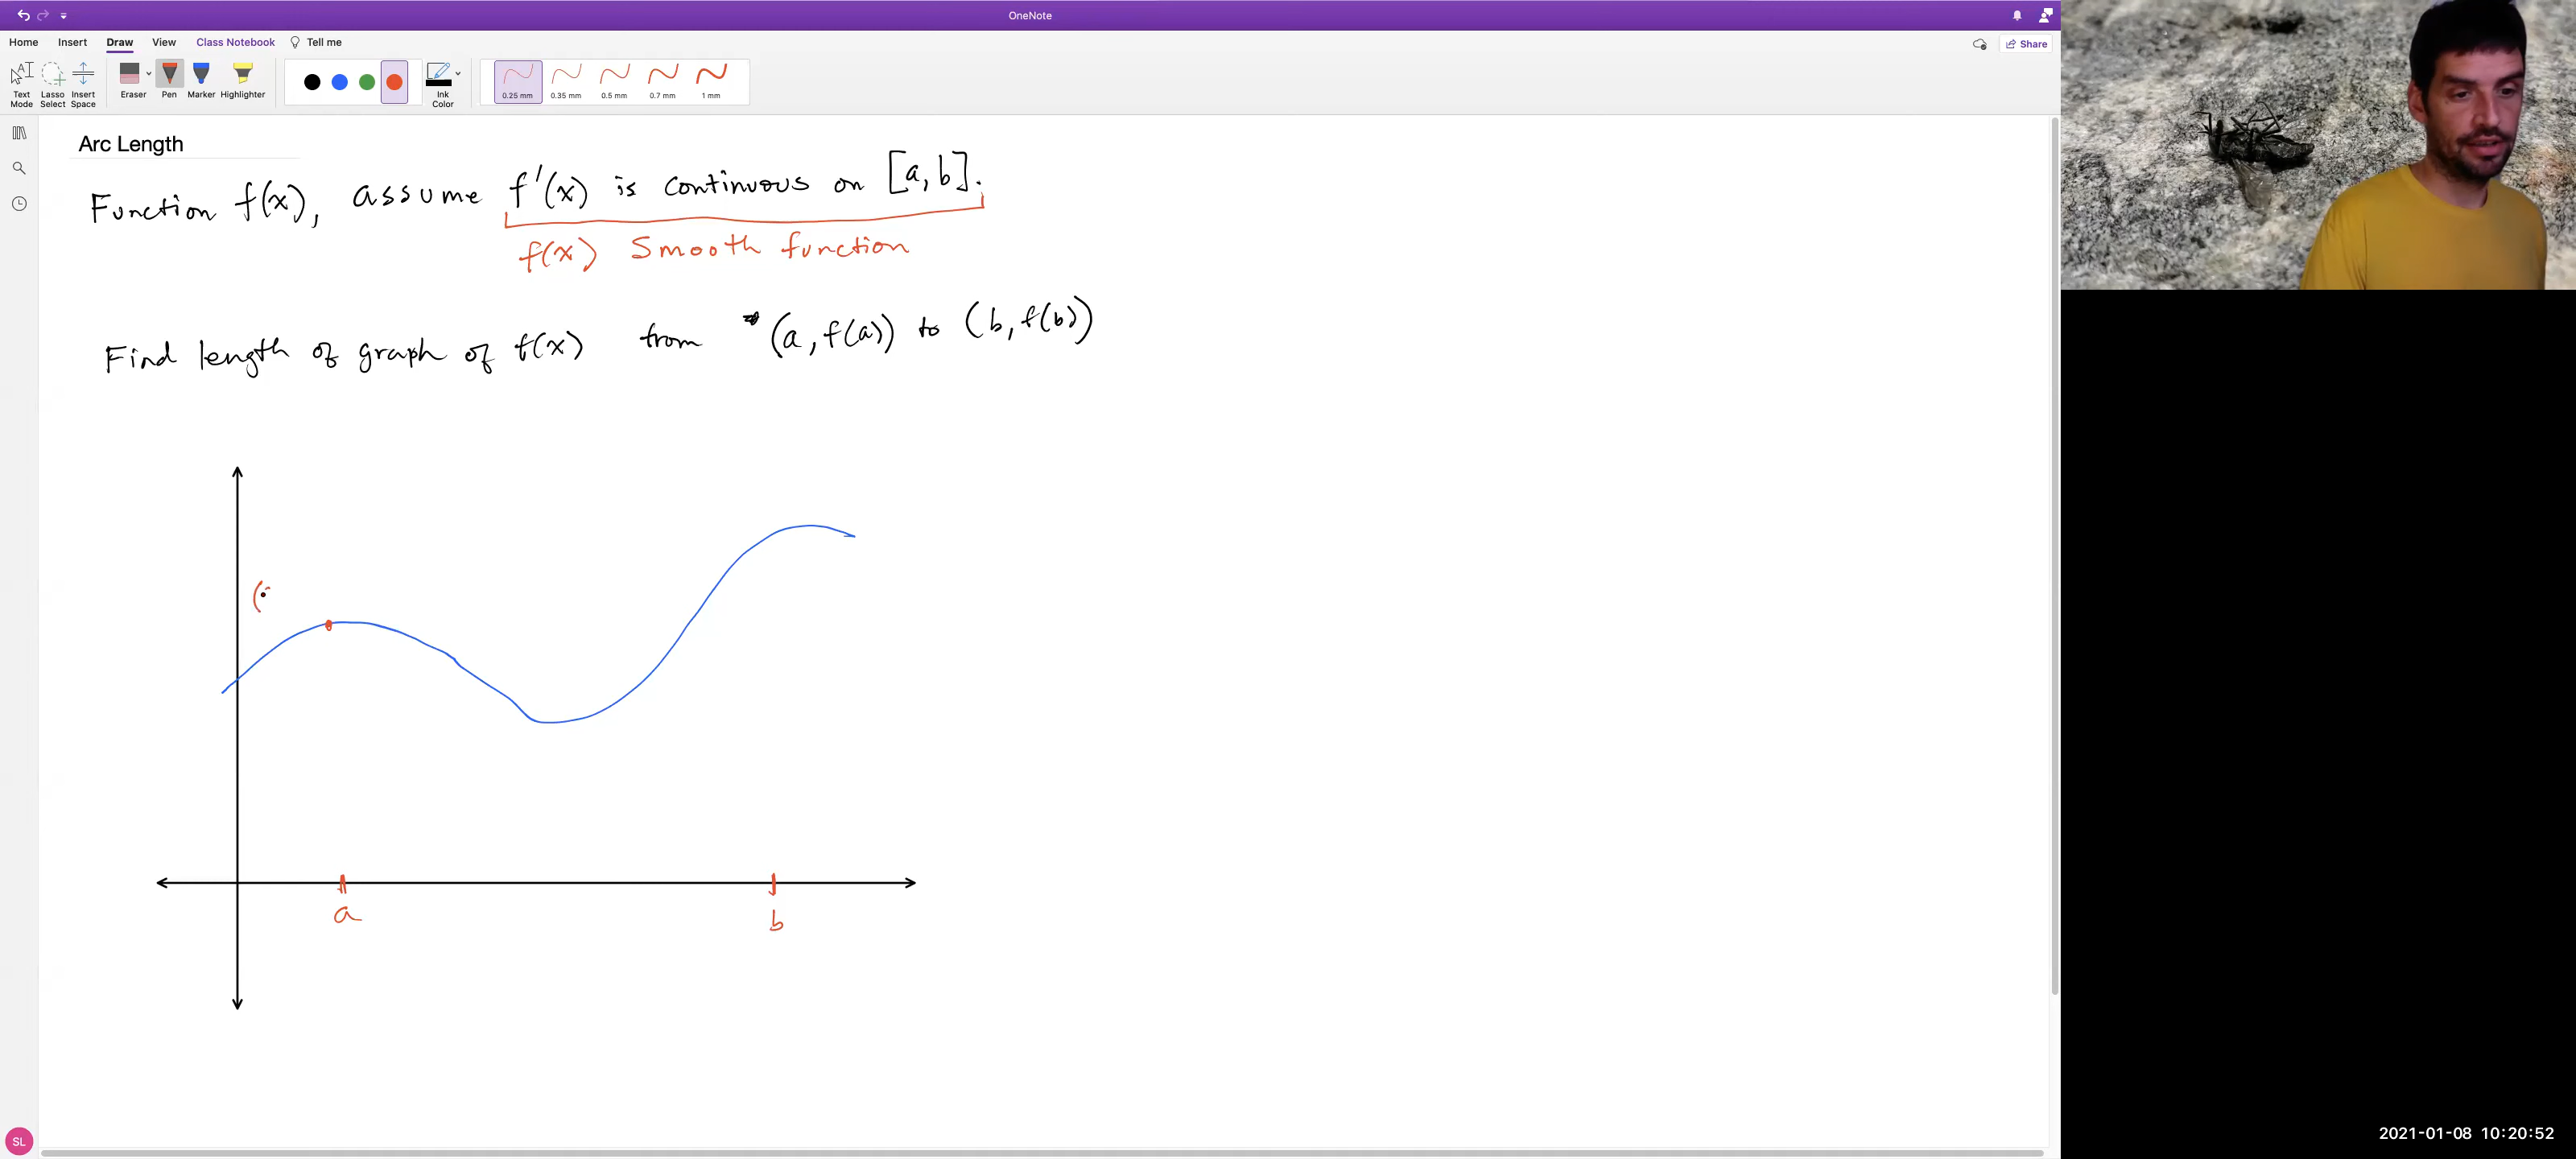 OneNote
Home Insert Draw View Class Notebook Tell me
Share
Text Mode Lasso Select Insert Space Eraser Pen Marker Highlighter Ink Color 0.25 mm 0.35 mm 0.5 mm 0.7 mm 1 mm
Arc Length
Function f(x), assume f'(x) is continuous on [a,b].
f(x) Smooth function
Find length of graph of f(x) from (a, f(a)) to (b, f(b))
(
a b
SL
2021-01-08 10:20:52